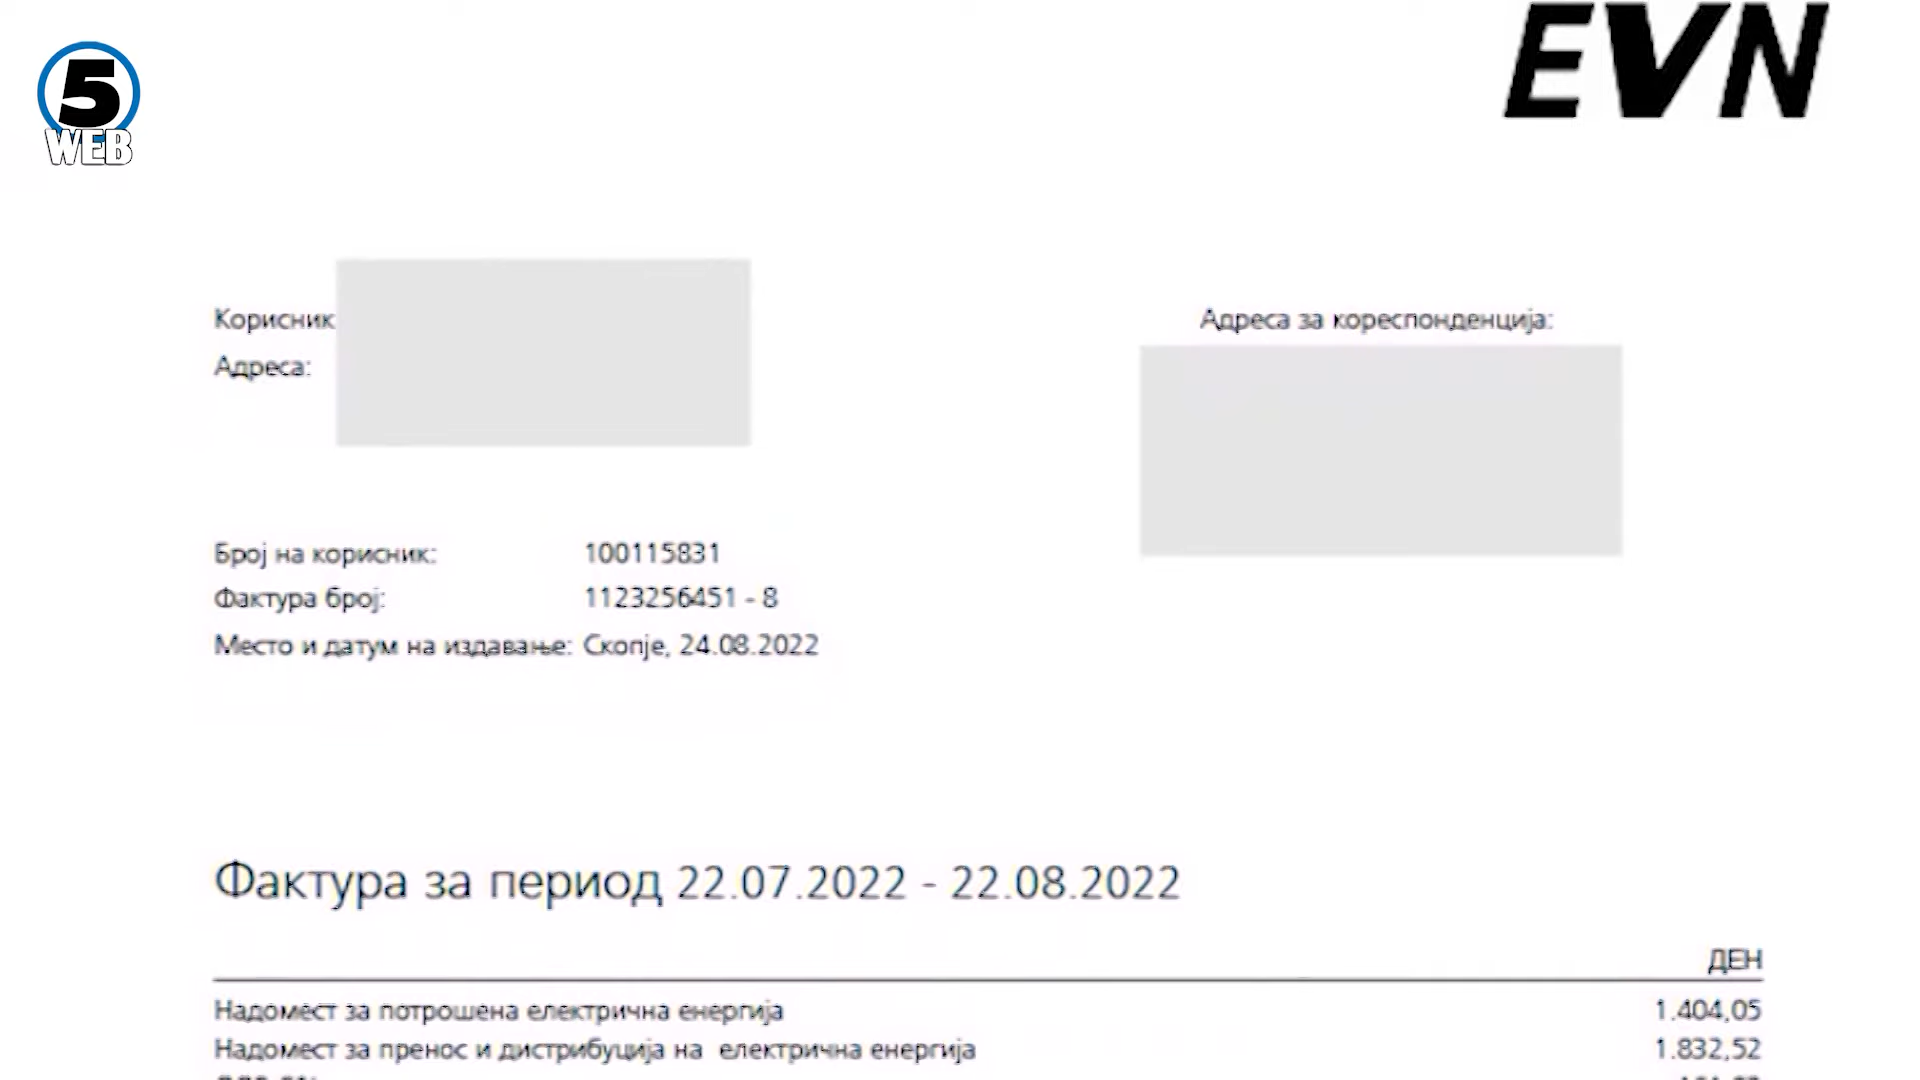 5
WEB
EVN
Корисник
Адреса:
Адреса за кореспонденција:
Број на корисник: 100115831
Фактура број: 1123256451 - 8
Место и датум на издавање: Скопје, 24.08.2022
Фактура за период 22.07.2022 - 22.08.2022
ДЕН
Надомест за потрошена електрична енергија 1.404,05
Надомест за пренос и дистрибуција на електрична енергија 1.832,52